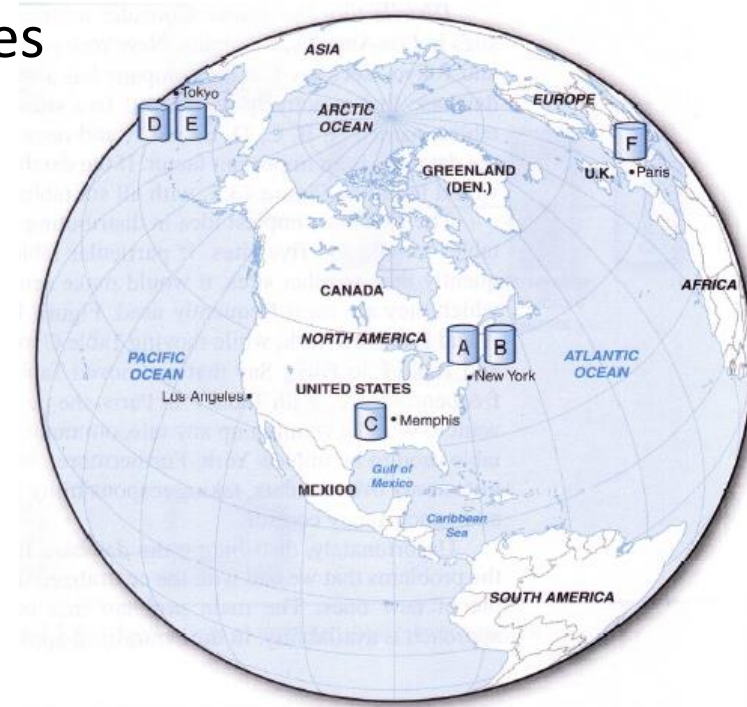 es
ASIA
Tokyo
D E
ARCTIC
OCEAN
EUROPE
F
U.K. Paris
GREENLAND
(DEN.)
AFRICA
CANADA
NORTH AMERICA
A B
PACIFIC
OCEAN
ATLANTIC
OCEAN
New York
UNITED STATES
Los Angeles
C
Memphis
Gulf of
Mexico
MEXICO
Caribbean
Sea
SOUTH AMERICA